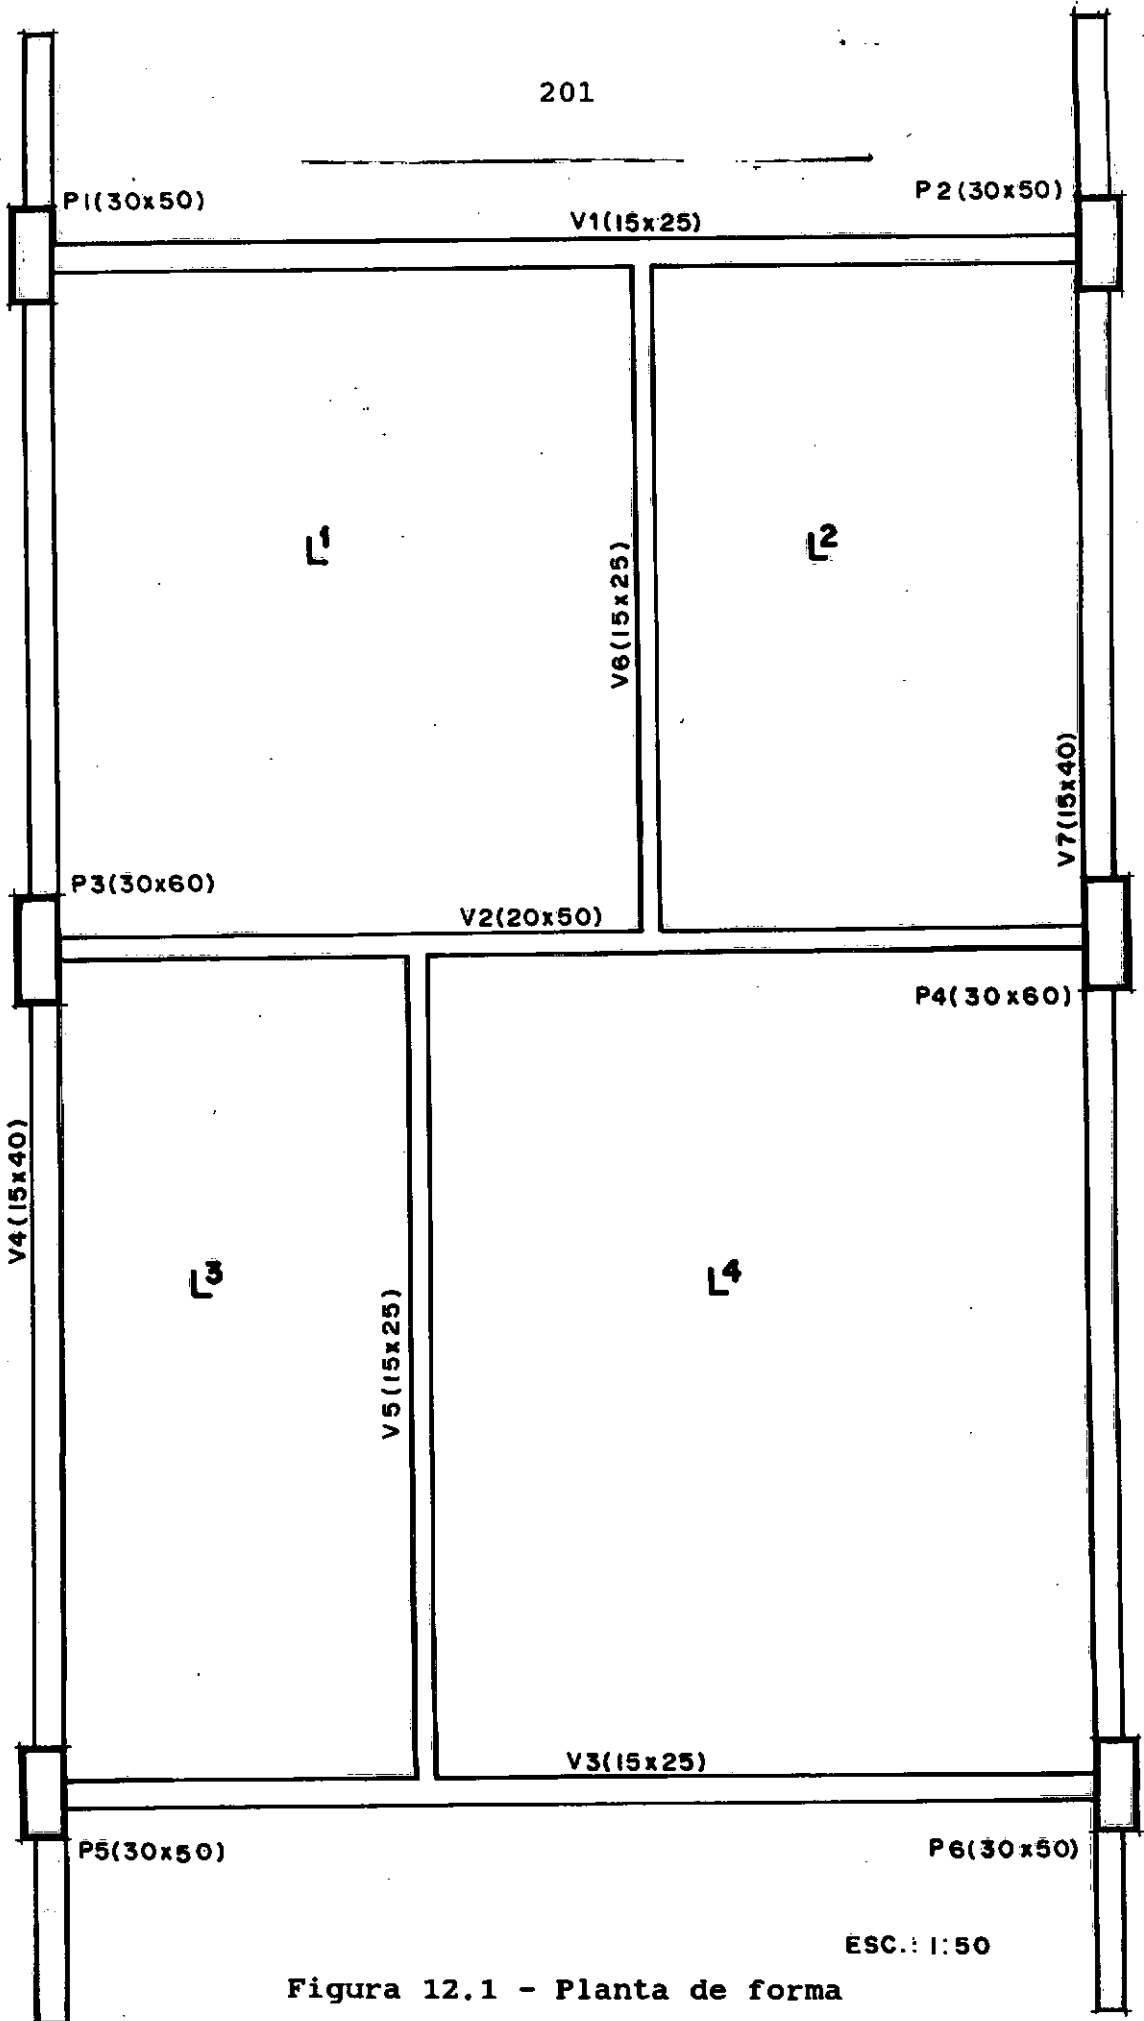 201
P1(30x50)
P2(30x50)
V1(15x25)
L1
L2
V6(15x25)
V7(15x40)
P3(30x60)
V2(20x50)
P4(30x60)
V4(15x40)
L3
L4
V5(15x25)
V3(15x25)
P5(30x50)
P6(30x50)
ESC.: 1:50
Figura 12.1 - Planta de forma